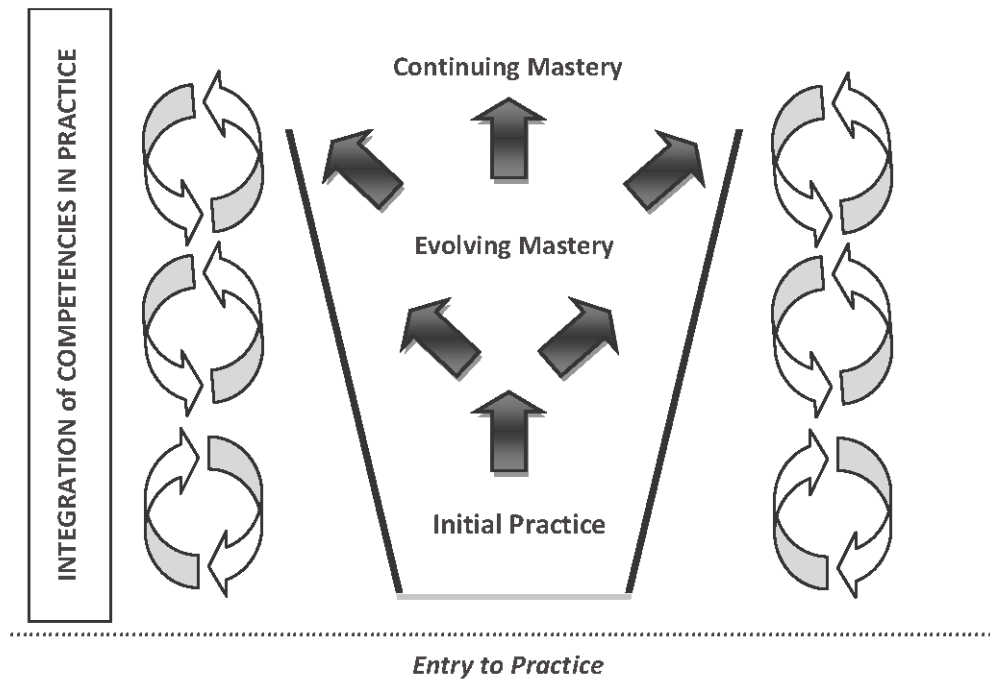 INTEGRATION of COMPETENCIES IN PRACTICE
Continuing Mastery
Evolving Mastery
Initial Practice
Entry to Practice